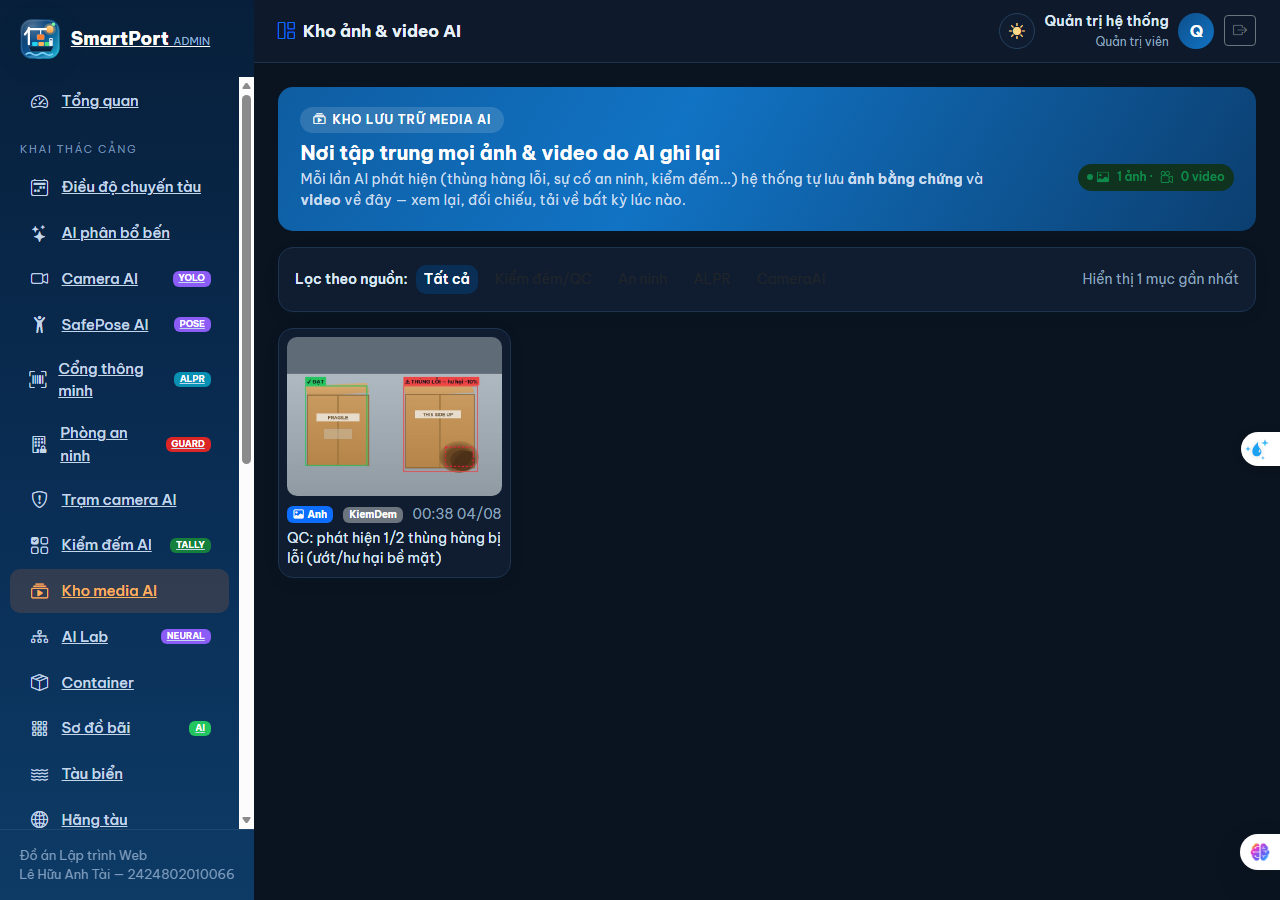 SmartPort ADMIN
Tổng quan
KHAI THÁC CẢNG
Điều độ chuyến tàu
AI phân bổ bến
Camera AI YOLO
SafePose AI POSE
Cổng thông
minh ALPR
Phòng an
ninh GUARD
Trạm camera AI
Kiểm đếm AI TALLY
Kho media AI
AI Lab NEURAL
Container
Sơ đồ bãi AI
Tàu biển
Hãng tàu
Đồ án Lập trình Web
Lê Hữu Anh Tài — 2424802010066
Kho ảnh & video AI
Quản trị hệ thống
Quản trị viên
Q
KHO LƯU TRỮ MEDIA AI
Nơi tập trung mọi ảnh & video do AI ghi lại
Mỗi lần AI phát hiện (thùng hàng lỗi, sự cố an ninh, kiểm đếm…) hệ thống tự lưu ảnh bằng chứng và
video về đây — xem lại, đối chiếu, tải về bất kỳ lúc nào.
1 ảnh · 0 video
Lọc theo nguồn: Tất cả Kiểm đếm/QC An ninh ALPR CameraAI
Hiển thị 1 mục gần nhất
✓ ĐẠT
⚠ THÙNG LỖI – hư hại ~10%
FRAGILE
THIS SIDE UP
Ảnh KiemDem 00:38 04/08
QC: phát hiện 1/2 thùng hàng bị
lỗi (ướt/hư hại bề mặt)